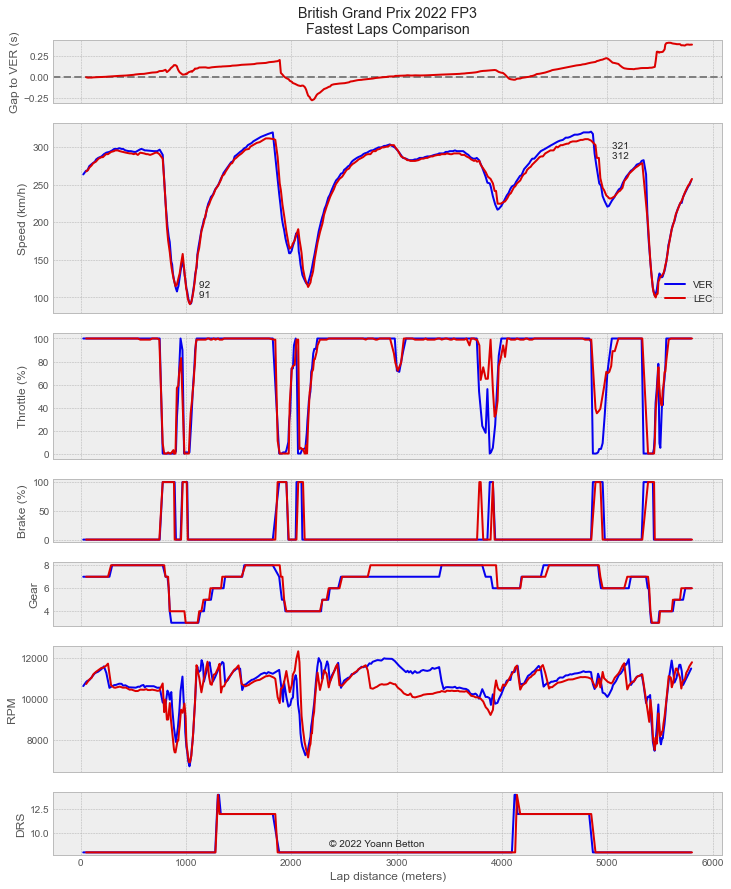 British Grand Prix 2022 FP3
Fastest Laps Comparison
Gap to VER (s)
0.25
0.00
−0.25
Speed (km/h)
300
250
200
150
100
321
312
92
91
VER
LEC
Throttle (%)
100
80
60
40
20
0
Brake (%)
100
50
0
Gear
8
6
4
RPM
12000
10000
8000
DRS
12.5
10.0
© 2022 Yoann Betton
0 1000 2000 3000 4000 5000 6000
Lap distance (meters)